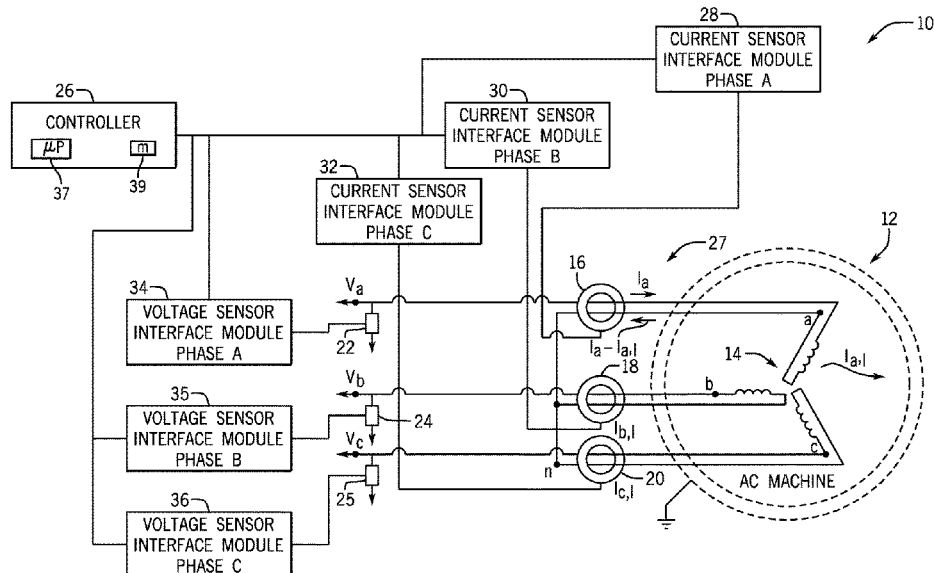 10
28
CURRENT SENSOR
INTERFACE MODULE
PHASE A
26
CONTROLLER
μP
m
37
39
30
CURRENT SENSOR
INTERFACE MODULE
PHASE B
32
CURRENT SENSOR
INTERFACE MODULE
PHASE C
27
12
34
VOLTAGE SENSOR
INTERFACE MODULE
PHASE A
Va
22
16
Ia
Ia-Ia,l
a
14
Ia,l
35
VOLTAGE SENSOR
INTERFACE MODULE
PHASE B
Vb
24
18
b
Ib,l
Vc
25
n
20
Ic,l
c
AC MACHINE
36
VOLTAGE SENSOR
INTERFACE MODULE
PHASE C